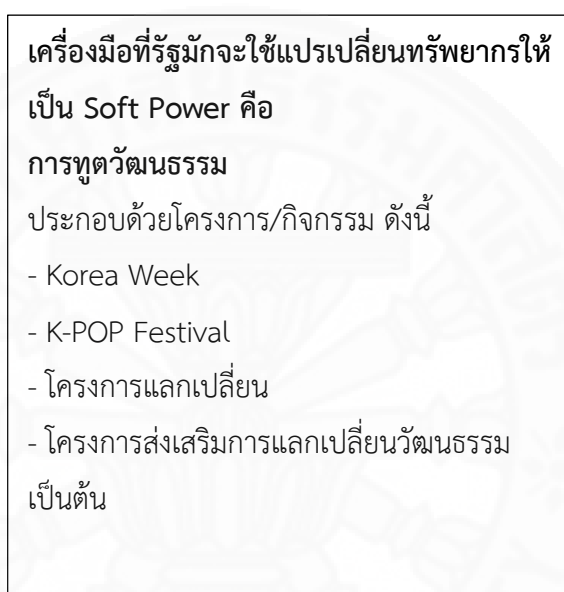 เครื่องมือที่รัฐมักจะใช้แปรเปลี่ยนทรัพยากรให้
เป็น Soft Power คือ
การทูตวัฒนธรรม
ประกอบด้วยโครงการ/กิจกรรม ดังนี้
- Korea Week
- K-POP Festival
- โครงการแลกเปลี่ยน
- โครงการส่งเสริมการแลกเปลี่ยนวัฒนธรรม
เป็นต้น